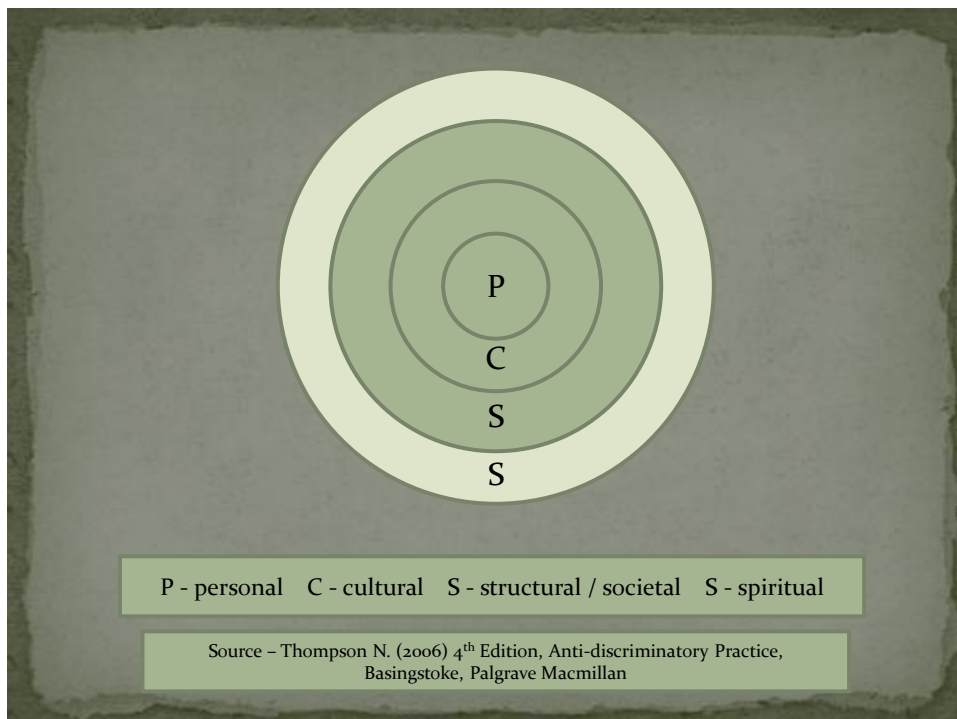 P
C
S
S
P - personal C - cultural S - structural / societal S - spiritual
Source – Thompson N. (2006) 4th Edition, Anti-discriminatory Practice,
Basingstoke, Palgrave Macmillan